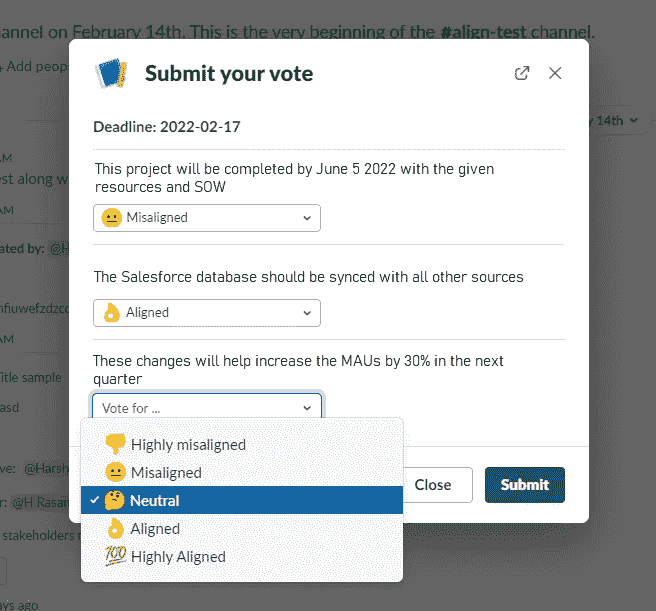 annel on February 14th. This is the very beginning of the #align-test channel.
Add peop
Submit your vote
y 14th
Deadline: 2022-02-17
AM
This project will be completed by June 5 2022 with the given
resources and SOW
est along w
AM
Misaligned
ated by: @H
The Salesforce database should be synced with all other sources
Aligned
AM
These changes will help increase the MAUs by 30% in the next
quarter
itle sample
asd
Vote for ...
Highly misaligned
ve: @Harsh
Misaligned
Close
Submit
Neutral
r: @H Rasan
Aligned
stakeholders
Highly Aligned
ays ago